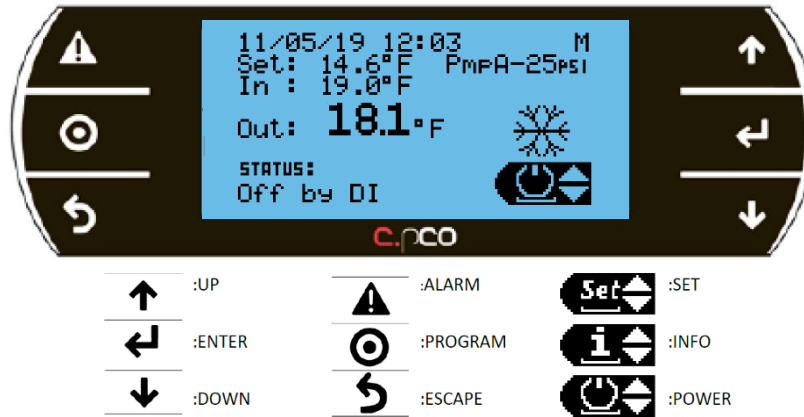 11/05/19 12:03 M
Set: 14.6°F PmpA-25PSI
In : 19.0°F
Out: 18.1°F
STATUS:
Off by DI
c.pco
:UP :ALARM Set :SET
:ENTER :PROGRAM i :INFO
:DOWN :ESCAPE :POWER